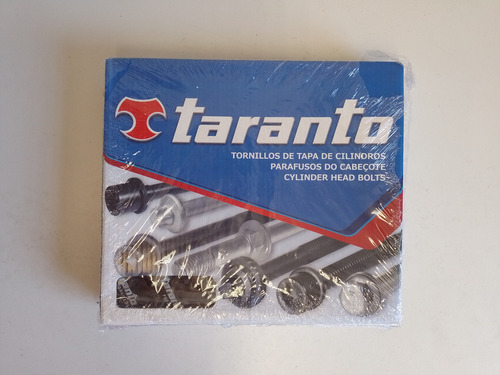 taranto
TORNILLOS DE TAPA DE CILINDROS
PARAFUSOS DO CABEÇOTE
CYLINDER HEAD BOLTS